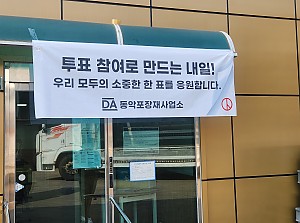 투표 참여로 만드는 내일!
우리 모두의 소중한 한 표를 응원합니다.
DA 동악포장재사업소